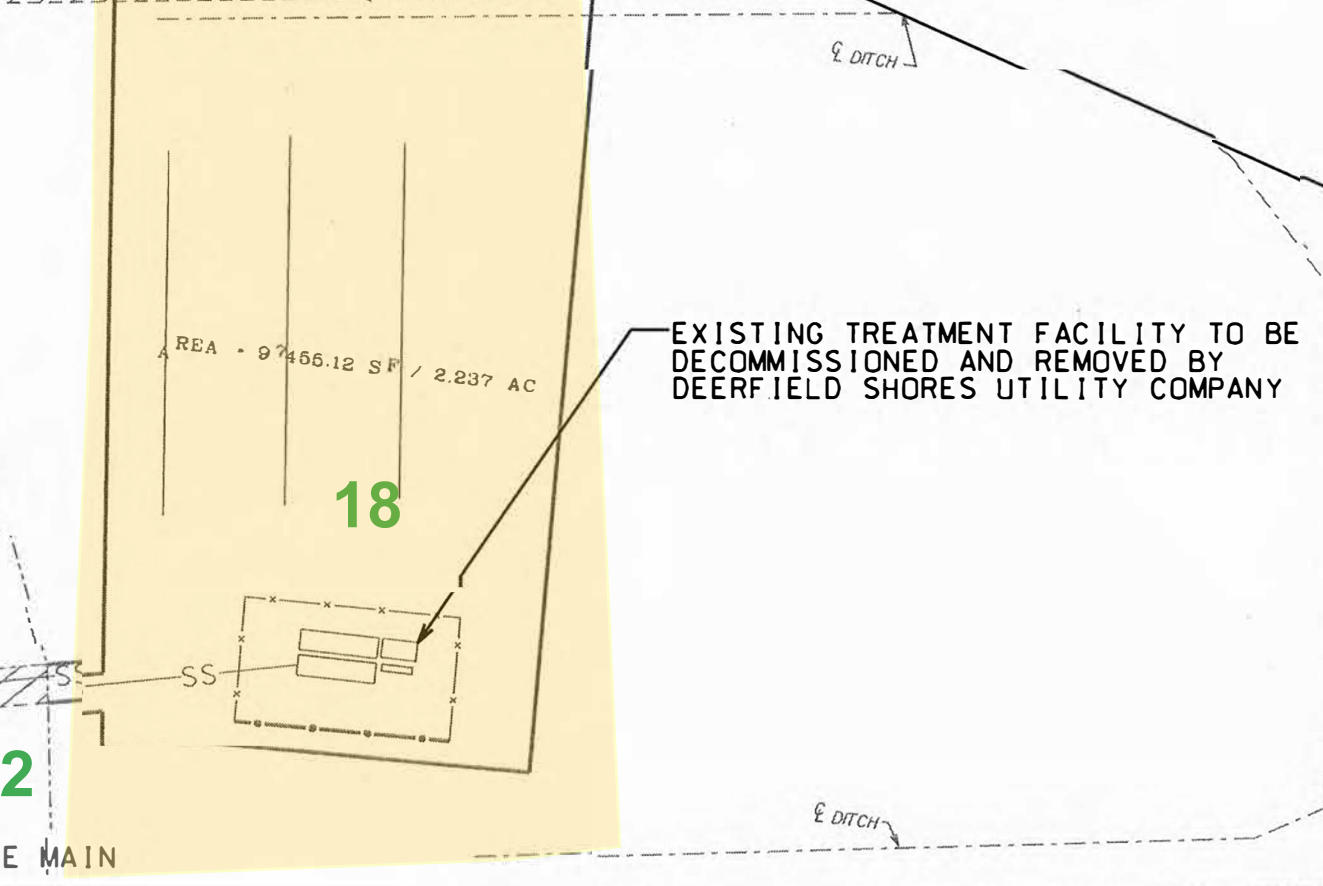 ℄ DITCH
EXISTING TREATMENT FACILITY TO BE
DECOMMISSIONED AND REMOVED BY
DEERFIELD SHORES UTILITY COMPANY
AREA - 97455.12 SF / 2.237 AC
18
SS
SS
2
℄ DITCH
E MAIN